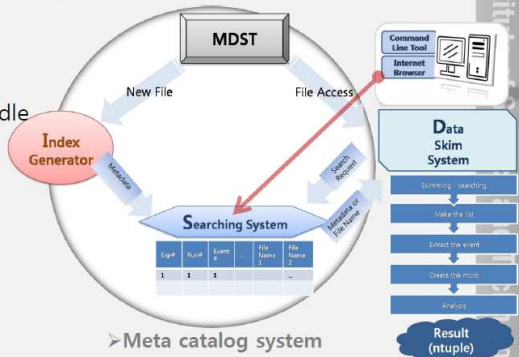 MDST
Command
Line Tool
Internet
Browser
New File
File Access
dle
Index
Generator
Metadata
Search
Request
Data
Skim
System
Searching System
Metadata or
File Name
Exp#
Run#
Event
#
...
File
Name
1
File
Name
2
1
1
1
...
Skimming / searching
Make the list
Extract the event
Create the mdst
Analysis
Result
(ntuple)
➢Meta catalog system